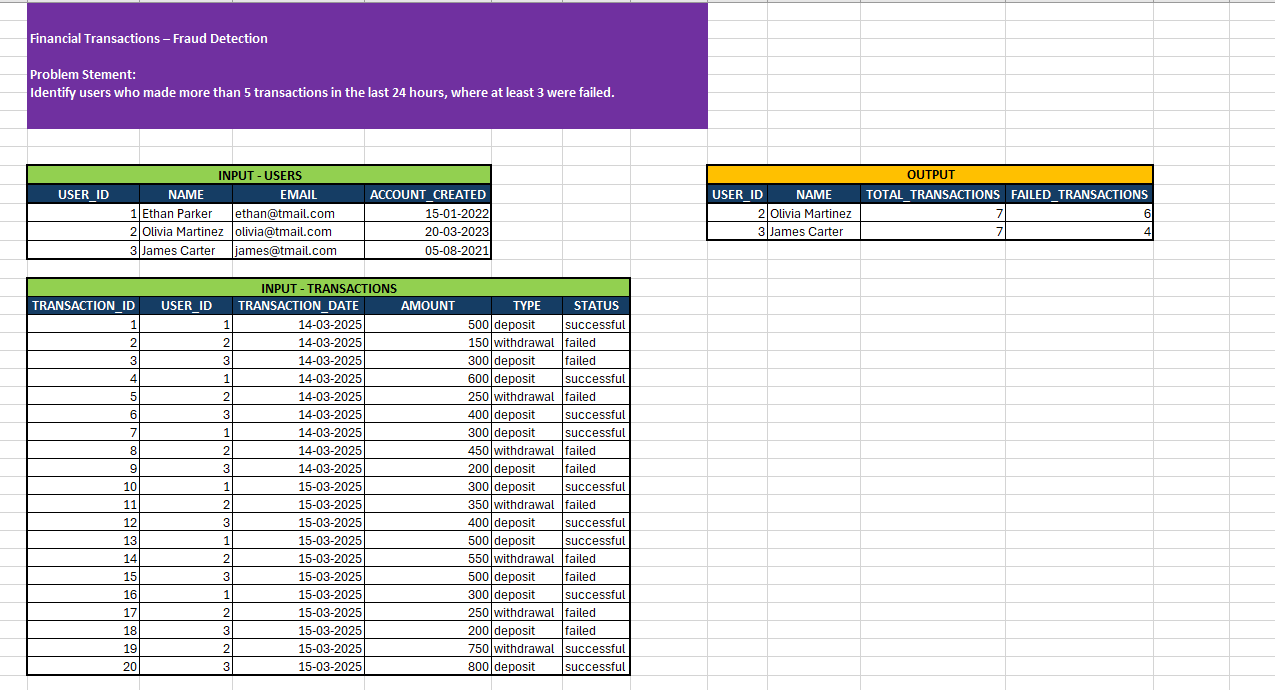 Financial Transactions – Fraud Detection
Problem Stement:
Identify users who made more than 5 transactions in the last 24 hours, where at least 3 were failed.
INPUT - USERS
USER_ID NAME EMAIL ACCOUNT_CREATED
1 Ethan Parker ethan@tmail.com 15-01-2022
2 Olivia Martinez olivia@tmail.com 20-03-2023
3 James Carter james@tmail.com 05-08-2021
OUTPUT
USER_ID NAME TOTAL_TRANSACTIONS FAILED_TRANSACTIONS
2 Olivia Martinez 7 6
3 James Carter 7 4
INPUT - TRANSACTIONS
TRANSACTION_ID USER_ID TRANSACTION_DATE AMOUNT TYPE STATUS
1 1 14-03-2025 500 deposit successful
2 2 14-03-2025 150 withdrawal failed
3 3 14-03-2025 300 deposit failed
4 1 14-03-2025 600 deposit successful
5 2 14-03-2025 250 withdrawal failed
6 3 14-03-2025 400 deposit successful
7 1 14-03-2025 300 deposit successful
8 2 14-03-2025 450 withdrawal failed
9 3 14-03-2025 200 deposit failed
10 1 15-03-2025 300 deposit successful
11 2 15-03-2025 350 withdrawal failed
12 3 15-03-2025 400 deposit successful
13 1 15-03-2025 500 deposit successful
14 2 15-03-2025 550 withdrawal failed
15 3 15-03-2025 500 deposit failed
16 1 15-03-2025 300 deposit successful
17 2 15-03-2025 250 withdrawal failed
18 3 15-03-2025 200 deposit failed
19 2 15-03-2025 750 withdrawal successful
20 3 15-03-2025 800 deposit successful